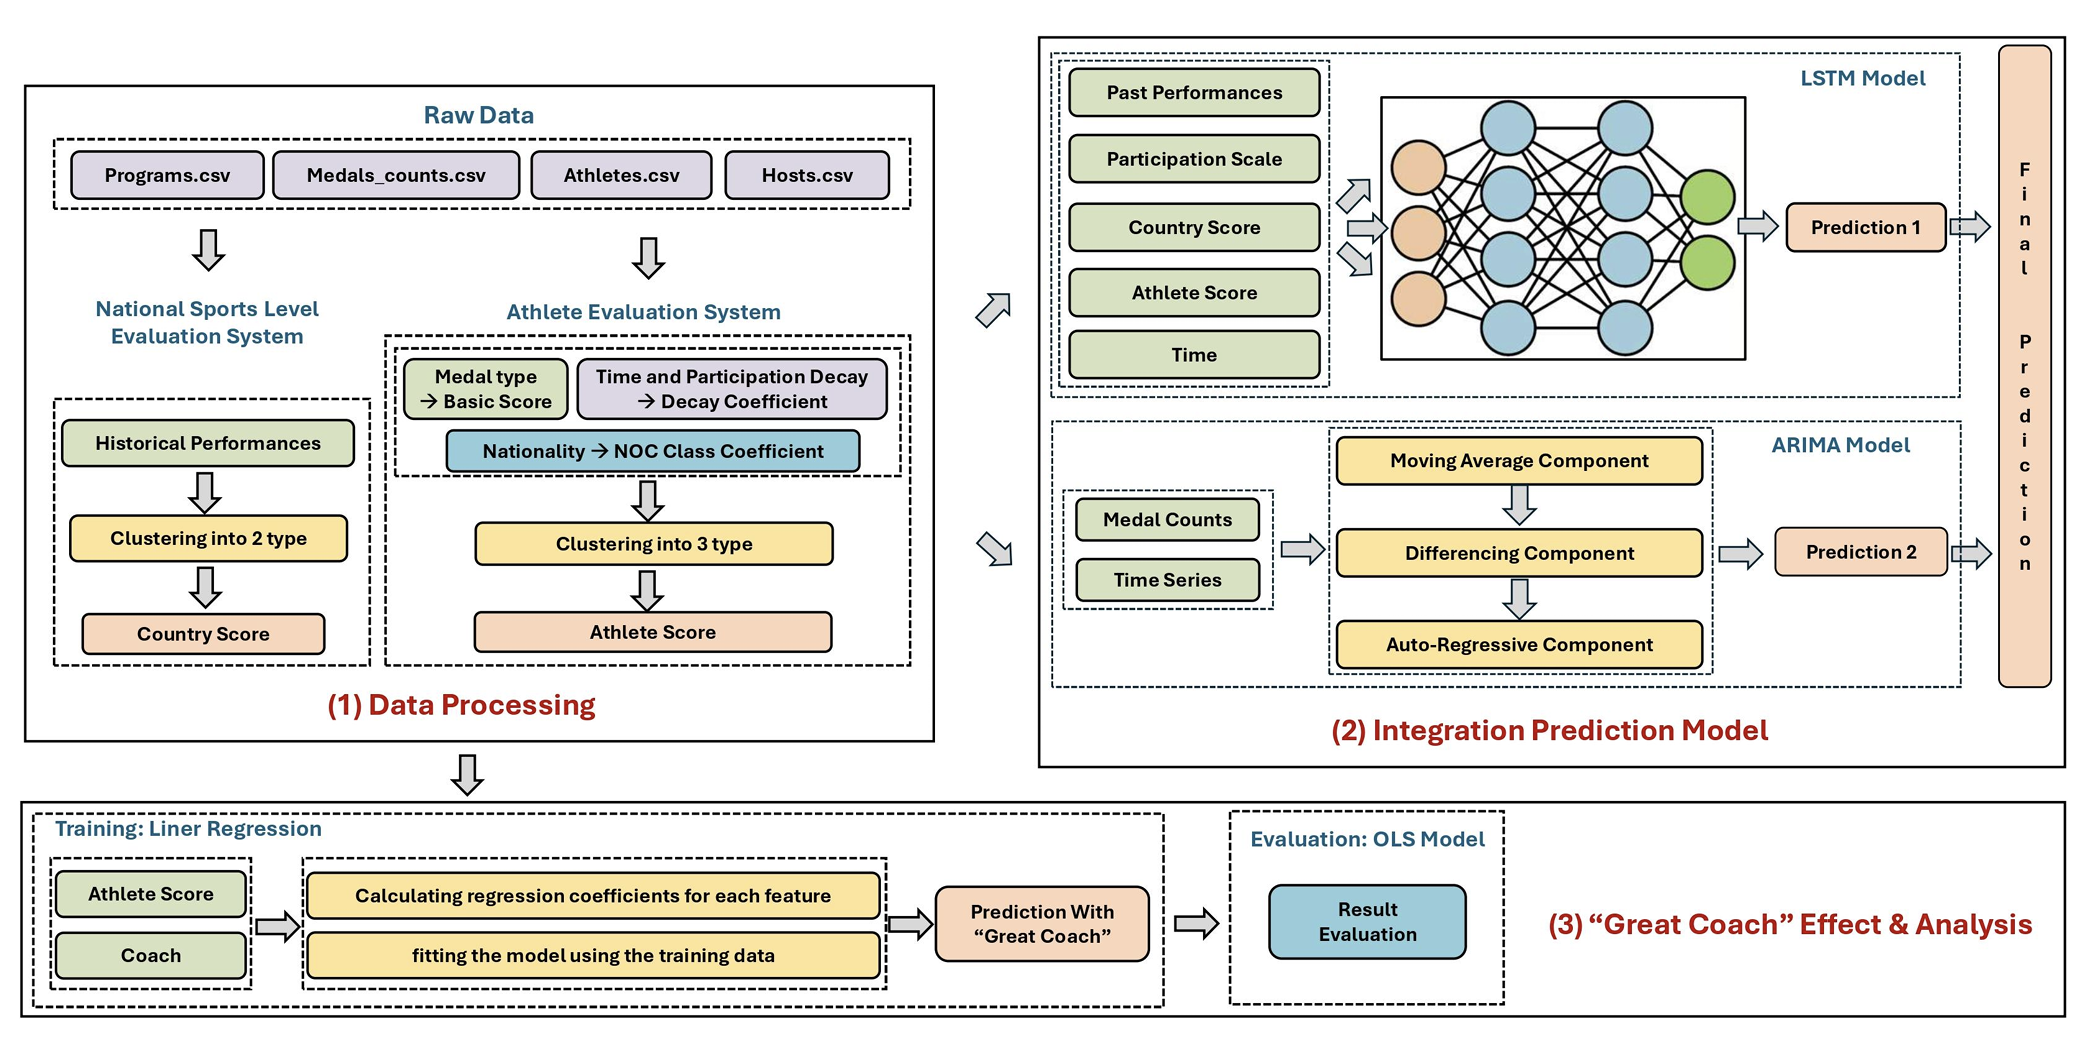 Raw Data
Programs.csv
Medals_counts.csv
Athletes.csv
Hosts.csv
National Sports Level
Evaluation System
Historical Performances
Clustering into 2 type
Country Score
Athlete Evaluation System
Medal type
→ Basic Score
Time and Participation Decay
→ Decay Coefficient
Nationality → NOC Class Coefficient
Clustering into 3 type
Athlete Score
(1) Data Processing
LSTM Model
Past Performances
Participation Scale
Country Score
Athlete Score
Time
Prediction 1
ARIMA Model
Medal Counts
Time Series
Moving Average Component
Differencing Component
Auto-Regressive Component
Prediction 2
Final Prediction
(2) Integration Prediction Model
Training: Liner Regression
Athlete Score
Coach
Calculating regression coefficients for each feature
fitting the model using the training data
Prediction With
“Great Coach”
Evaluation: OLS Model
Result
Evaluation
(3) “Great Coach” Effect & Analysis